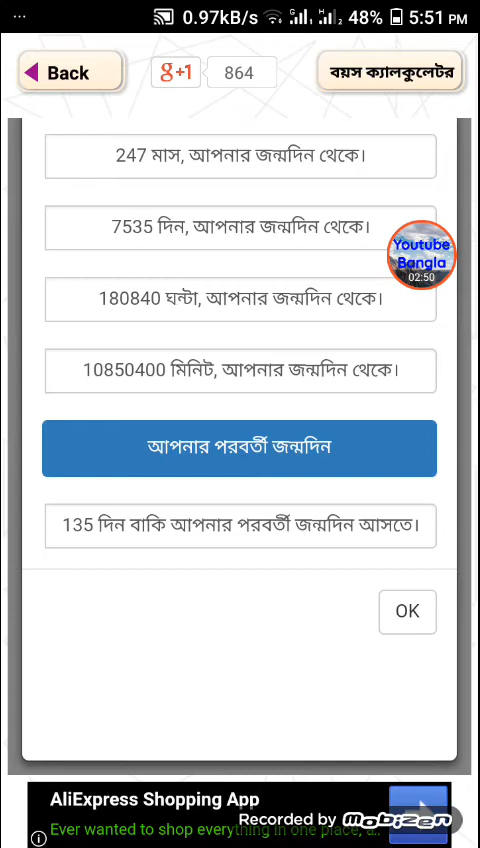 ... 0.97kB/s G 1 H 2 48% 5:51 PM
Back
g+1 864
বয়স ক্যালকুলেটর
247 মাস, আপনার জন্মদিন থেকে।
7535 দিন, আপনার জন্মদিন থেকে।
Youtube
Bangla
02:50
180840 ঘন্টা, আপনার জন্মদিন থেকে।
10850400 মিনিট, আপনার জন্মদিন থেকে।
আপনার পরবর্তী জন্মদিন
135 দিন বাকি আপনার পরবর্তী জন্মদিন আসতে।
OK
AliExpress Shopping App
Recorded by Mobizen
Ever wanted to shop everything in one place, a..